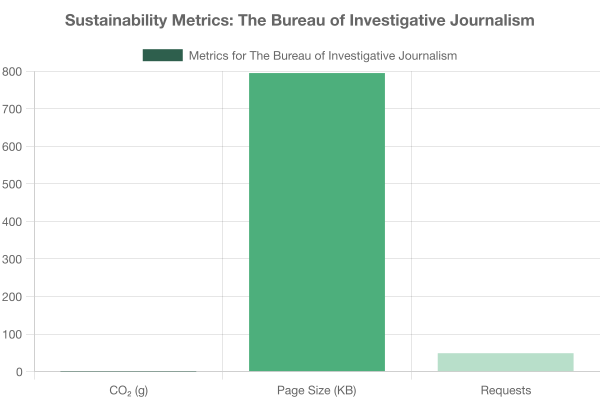 Sustainability Metrics: The Bureau of Investigative Journalism
Metrics for The Bureau of Investigative Journalism
800
700
600
500
400
300
200
100
0
CO₂ (g)
Page Size (KB)
Requests